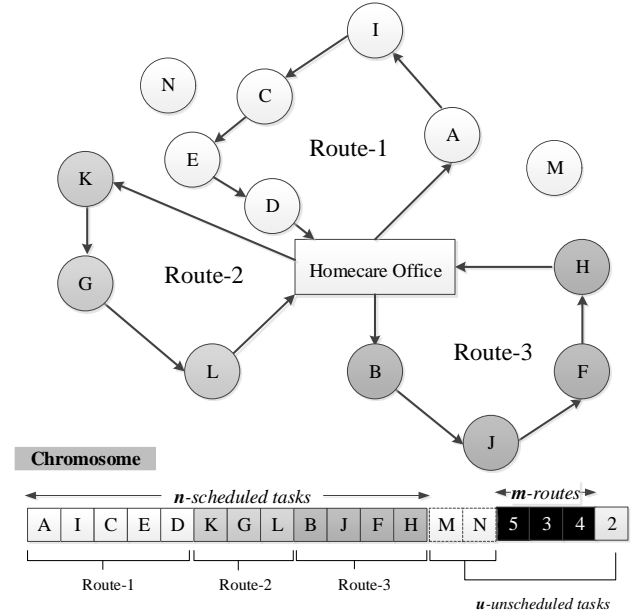 I
N
C
A
Route-1
E
M
K
D
Homecare Office
H
G
Route-2
Route-3
L
B
F
J
Chromosome
n-scheduled tasks
m-routes
A I C E D K G L B J F H M N 5 3 4 2
Route-1 Route-2 Route-3
u-unscheduled tasks